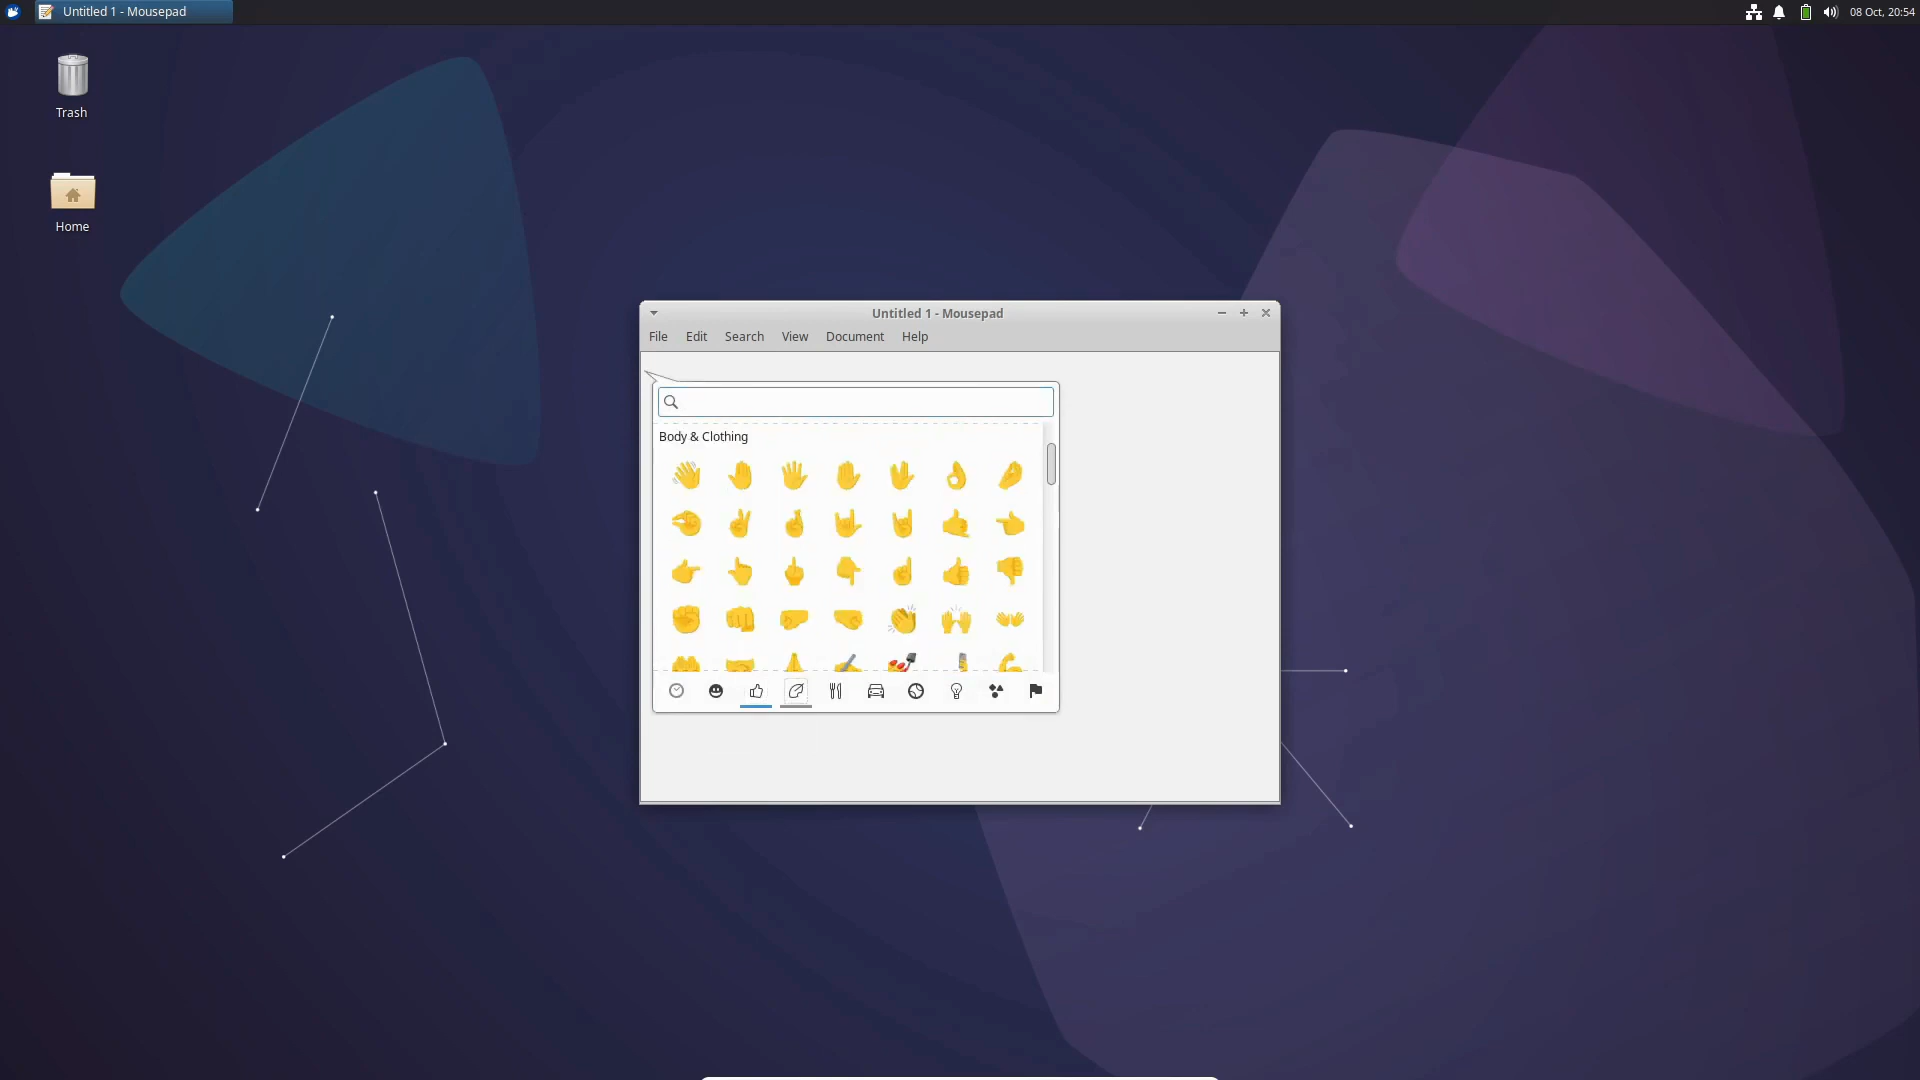 Untitled 1 - Mousepad
08 Oct, 20:54
Trash
Home
Untitled 1 - Mousepad
File Edit Search View Document Help
Body & Clothing